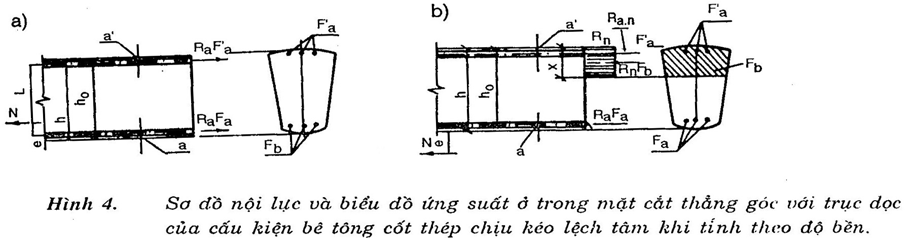 a)
a'
F'a
RaF'a
L
h
h₀
N
e
RaFa
a
Fb
b)
a'
Rn
Ra.n
F'a
F'a
x
RnFb
Fb
h
h₀
RaFa
N
e
a
Fa
Hình 4. Sơ đồ nội lực và biểu đồ ứng suất ở trong mặt cắt thẳng góc với trục dọc
của cấu kiện bê tông cốt thép chịu kéo lệch tâm khi tính theo độ bền.